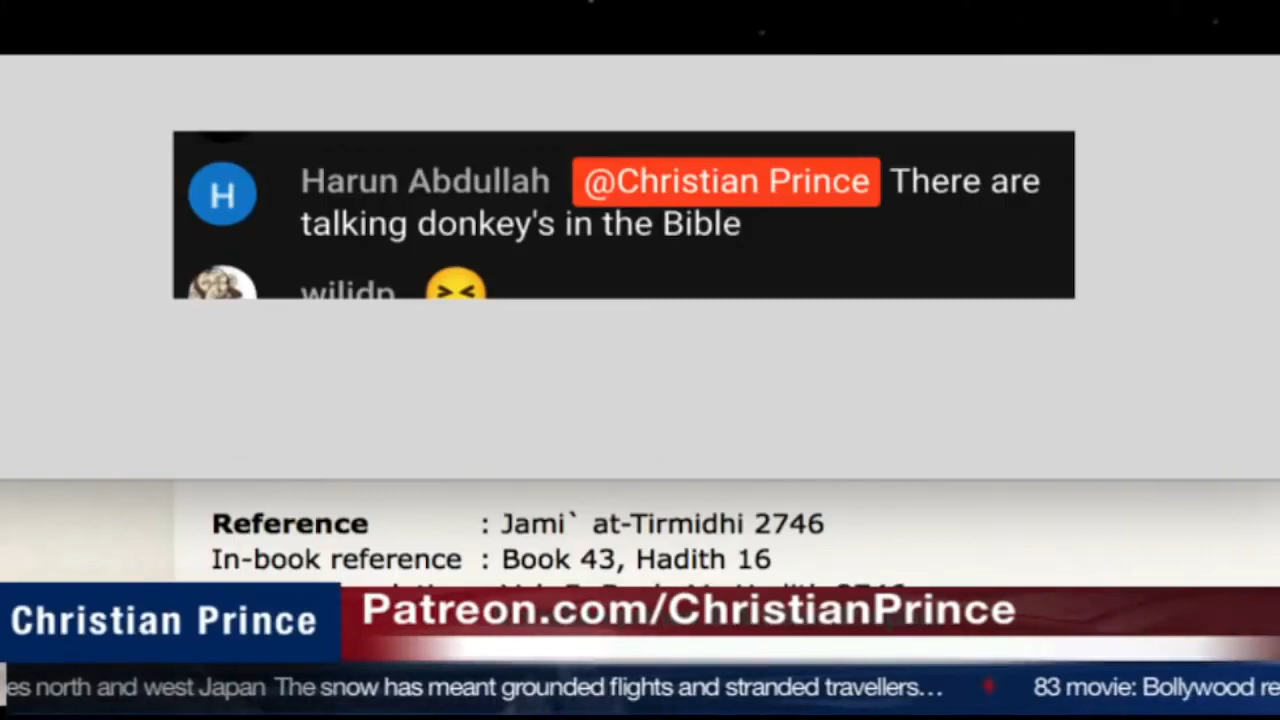 H
Harun Abdullah @Christian Prince There are
talking donkey's in the Bible
wilidp
Reference : Jami` at-Tirmidhi 2746
In-book reference : Book 43, Hadith 16
Christian Prince
Patreon.com/ChristianPrince
es north and west Japan The snow has meant grounded flights and stranded travellers... 83 movie: Bollywood re